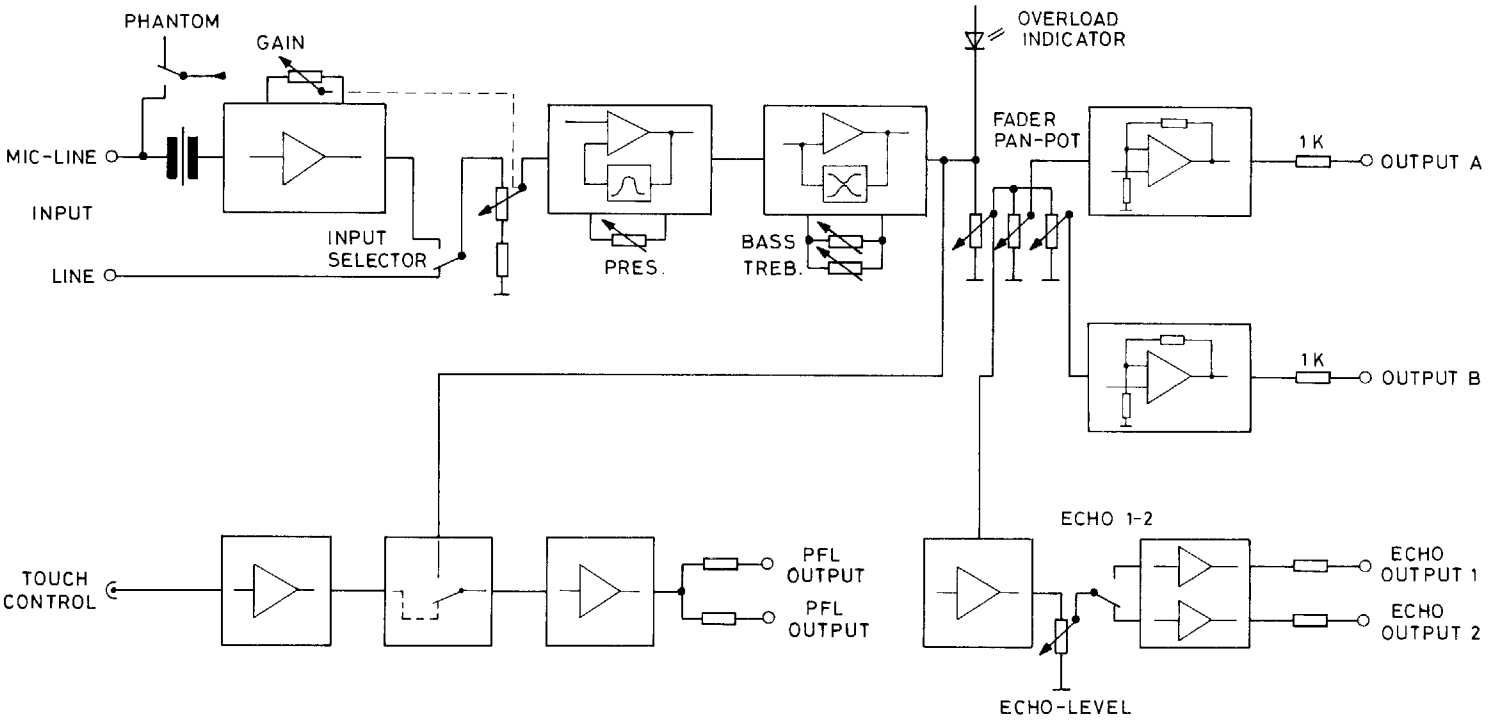 PHANTOM
GAIN
OVERLOAD
INDICATOR
MIC-LINE
INPUT
LINE
INPUT
SELECTOR
PRES.
BASS
TREB.
FADER
PAN-POT
1K
OUTPUT A
1K
OUTPUT B
TOUCH
CONTROL
PFL
OUTPUT
PFL
OUTPUT
ECHO 1-2
ECHO
OUTPUT 1
ECHO
OUTPUT 2
ECHO-LEVEL